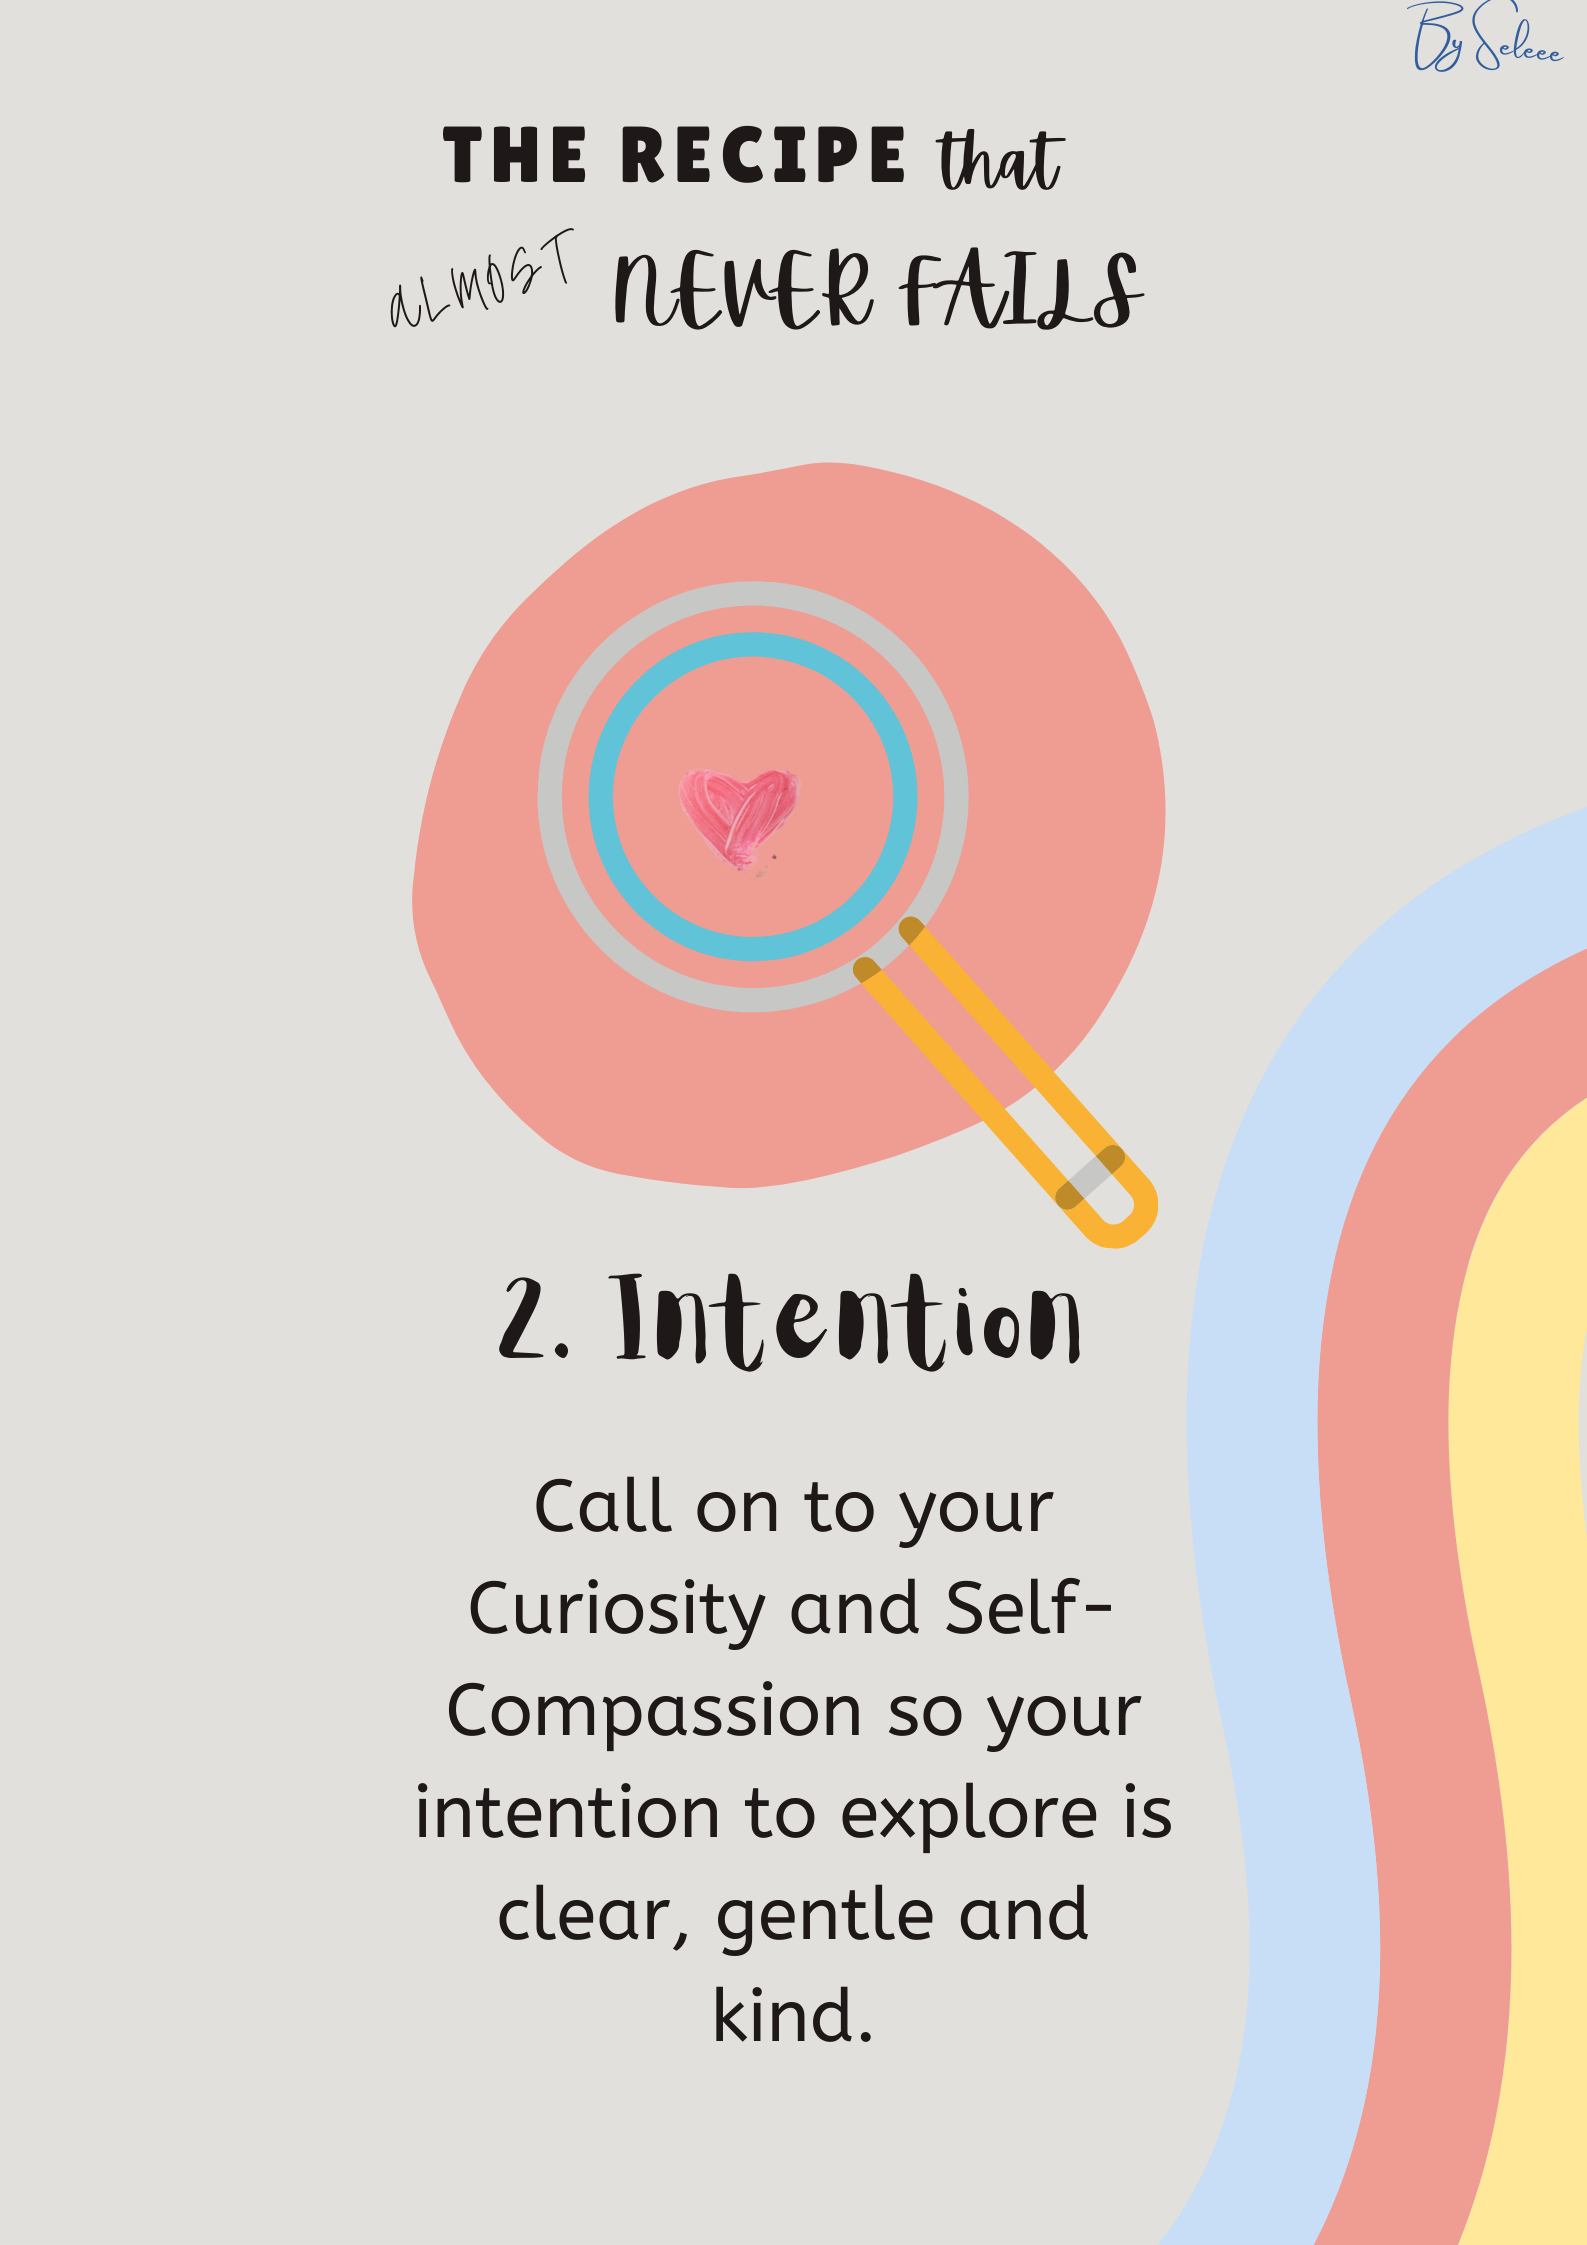 By Seleee
THE RECIPE that
ALMOST NEVER FAILS
2. Intention
Call on to your
Curiosity and Self-
Compassion so your
intention to explore is
clear, gentle and
kind.